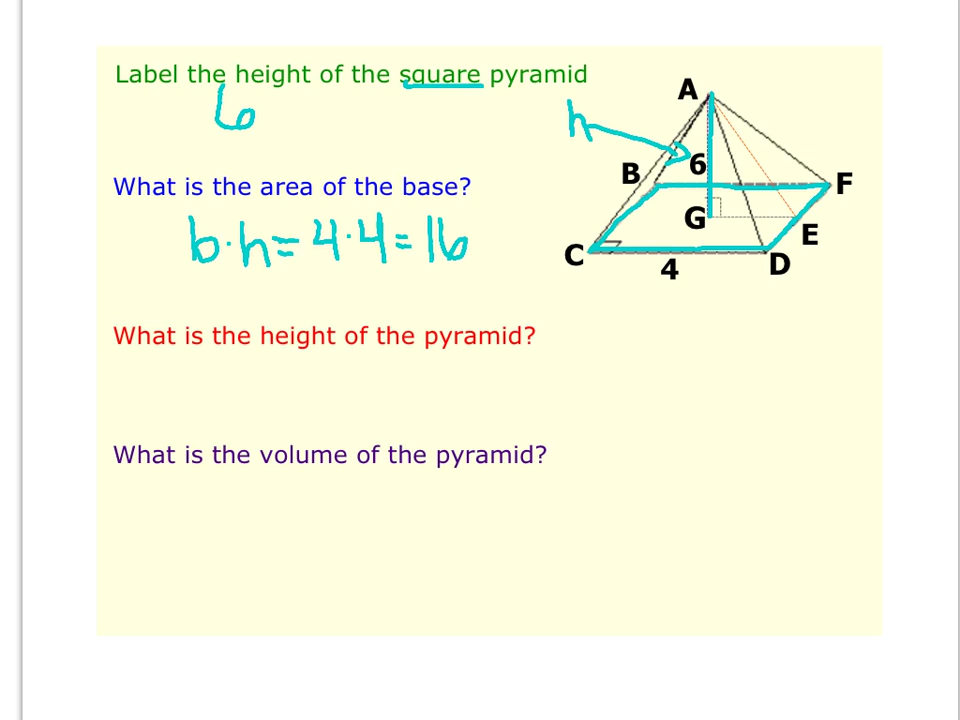 Label the height of the square pyramid
6
h
A
B
6
F
What is the area of the base?
b·h= 4·4= 16
G
E
C
4
D
What is the height of the pyramid?
What is the volume of the pyramid?